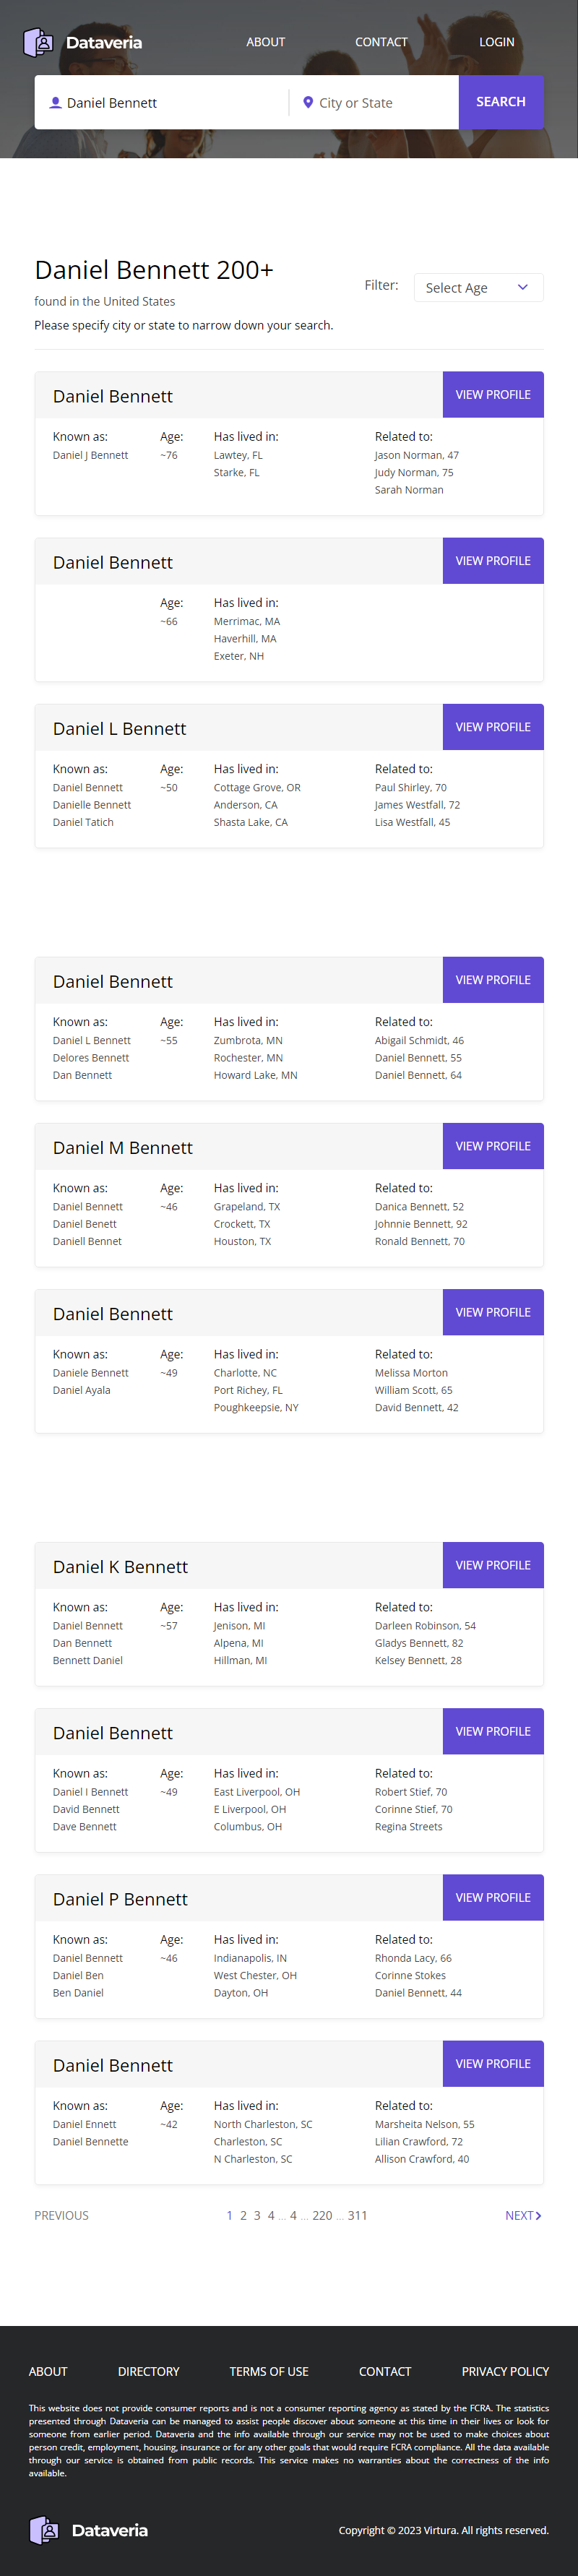 Dataveria
ABOUT
CONTACT
LOGIN
Daniel Bennett
City or State
SEARCH
Daniel Bennett 200+
found in the United States
Please specify city or state to narrow down your search.
Filter:
Select Age
Daniel Bennett
VIEW PROFILE
Known as:
Daniel J Bennett
Age:
~76
Has lived in:
Lawtey, FL
Starke, FL
Related to:
Jason Norman, 47
Judy Norman, 75
Sarah Norman
Daniel Bennett
VIEW PROFILE
Age:
~66
Has lived in:
Merrimac, MA
Haverhill, MA
Exeter, NH
Daniel L Bennett
VIEW PROFILE
Known as:
Daniel Bennett
Danielle Bennett
Daniel Tatich
Age:
~50
Has lived in:
Cottage Grove, OR
Anderson, CA
Shasta Lake, CA
Related to:
Paul Shirley, 70
James Westfall, 72
Lisa Westfall, 45
Daniel Bennett
VIEW PROFILE
Known as:
Daniel L Bennett
Delores Bennett
Dan Bennett
Age:
~55
Has lived in:
Zumbrota, MN
Rochester, MN
Howard Lake, MN
Related to:
Abigail Schmidt, 46
Daniel Bennett, 55
Daniel Bennett, 64
Daniel M Bennett
VIEW PROFILE
Known as:
Daniel Bennett
Daniel Benett
Daniell Bennet
Age:
~46
Has lived in:
Grapeland, TX
Crockett, TX
Houston, TX
Related to:
Danica Bennett, 52
Johnnie Bennett, 92
Ronald Bennett, 70
Daniel Bennett
VIEW PROFILE
Known as:
Daniele Bennett
Daniel Ayala
Age:
~49
Has lived in:
Charlotte, NC
Port Richey, FL
Poughkeepsie, NY
Related to:
Melissa Morton
William Scott, 65
David Bennett, 42
Daniel K Bennett
VIEW PROFILE
Known as:
Daniel Bennett
Dan Bennett
Bennett Daniel
Age:
~57
Has lived in:
Jenison, MI
Alpena, MI
Hillman, MI
Related to:
Darleen Robinson, 54
Gladys Bennett, 82
Kelsey Bennett, 28
Daniel Bennett
VIEW PROFILE
Known as:
Daniel I Bennett
David Bennett
Dave Bennett
Age:
~49
Has lived in:
East Liverpool, OH
E Liverpool, OH
Columbus, OH
Related to:
Robert Stief, 70
Corinne Stief, 70
Regina Streets
Daniel P Bennett
VIEW PROFILE
Known as:
Daniel Bennett
Daniel Ben
Ben Daniel
Age:
~46
Has lived in:
Indianapolis, IN
West Chester, OH
Dayton, OH
Related to:
Rhonda Lacy, 66
Corinne Stokes
Daniel Bennett, 44
Daniel Bennett
VIEW PROFILE
Known as:
Daniel Ennett
Daniel Bennette
Age:
~42
Has lived in:
North Charleston, SC
Charleston, SC
N Charleston, SC
Related to:
Marsheita Nelson, 55
Lilian Crawford, 72
Allison Crawford, 40
PREVIOUS
1 2 3 4 ... 4 ... 220 ... 311
NEXT
ABOUT
DIRECTORY
TERMS OF USE
CONTACT
PRIVACY POLICY
This website does not provide consumer reports and is not a consumer reporting agency as stated by the FCRA. The statistics
presented through Dataveria can be managed to assist people discover about someone at this time in their lives or look for
someone from earlier period. Dataveria and the info available through our service may not be used to make choices about
person credit, employment, housing, insurance or for any other goals that would require FCRA compliance. All the data available
through our service is obtained from public records. This service makes no warranties about the correctness of the info
available.
Dataveria
Copyright © 2023 Virtura. All rights reserved.